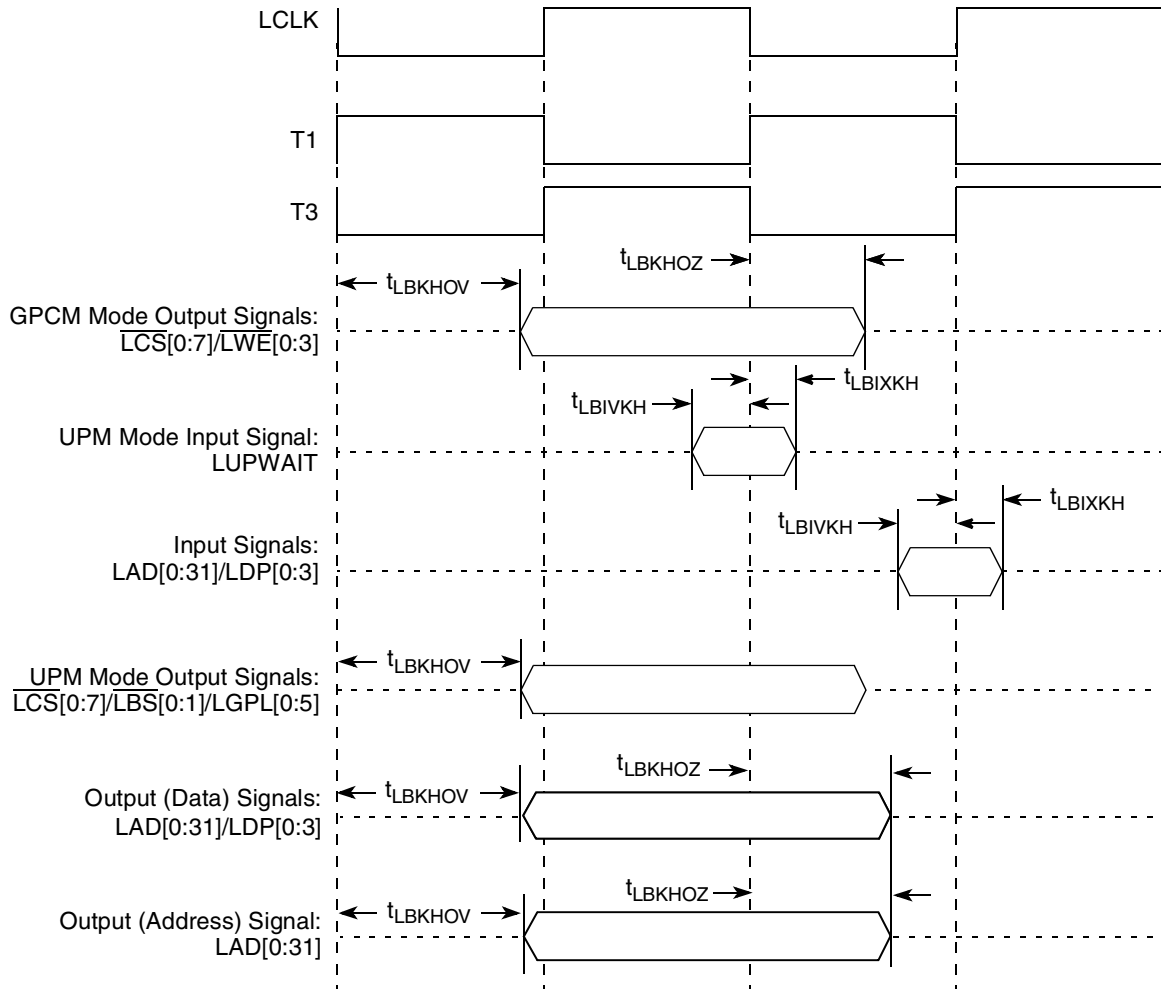 LCLK
T1
T3
tLBKHOZ
tLBKHOV
GPCM Mode Output Signals:
LCS[0:7]/LWE[0:3]
tLBIXKH
tLBIVKH
UPM Mode Input Signal:
LUPWAIT
tLBIXKH
tLBIVKH
Input Signals:
LAD[0:31]/LDP[0:3]
tLBKHOV
UPM Mode Output Signals:
LCS[0:7]/LBS[0:1]/LGPL[0:5]
tLBKHOZ
tLBKHOV
Output (Data) Signals:
LAD[0:31]/LDP[0:3]
tLBKHOZ
tLBKHOV
Output (Address) Signal:
LAD[0:31]